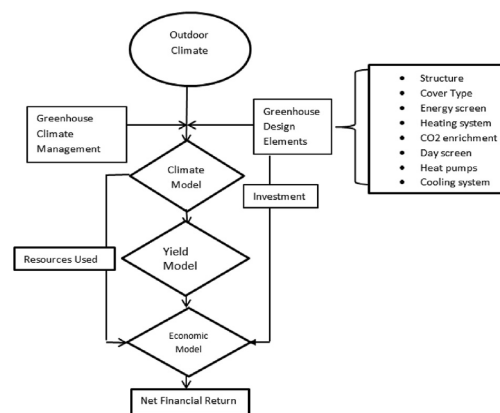 Outdoor
Climate
Greenhouse
Climate
Management
Greenhouse
Design
Elements
Structure
Cover Type
Energy screen
Heating system
CO2 enrichment
Day screen
Heat pumps
Cooling system
Climate
Model
Investment
Resources Used
Yield
Model
Economic
Model
Net Financial Return